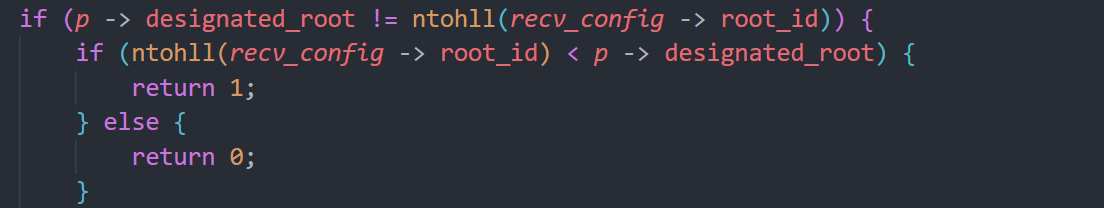 if (p -> designated_root != ntohll(recv_config -> root_id)) {
    if (ntohll(recv_config -> root_id) < p -> designated_root) {
        return 1;
    } else {
        return 0;
    }